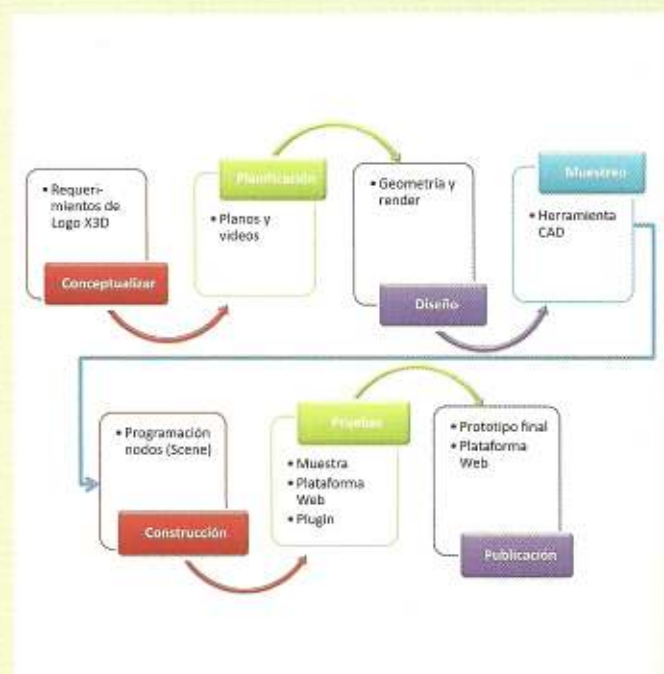 • Requeri-
mientos de
Logo X3D
Conceptualizar
Planificación
• Planos y
videos
• Geometría y
render
Diseño
Muestreo
• Herramienta
CAD
• Programación
nodos (Scene)
Construcción
Pruebas
• Muestra
• Plataforma
Web
• Plugin
• Prototipo final
• Plataforma
Web
Publicación